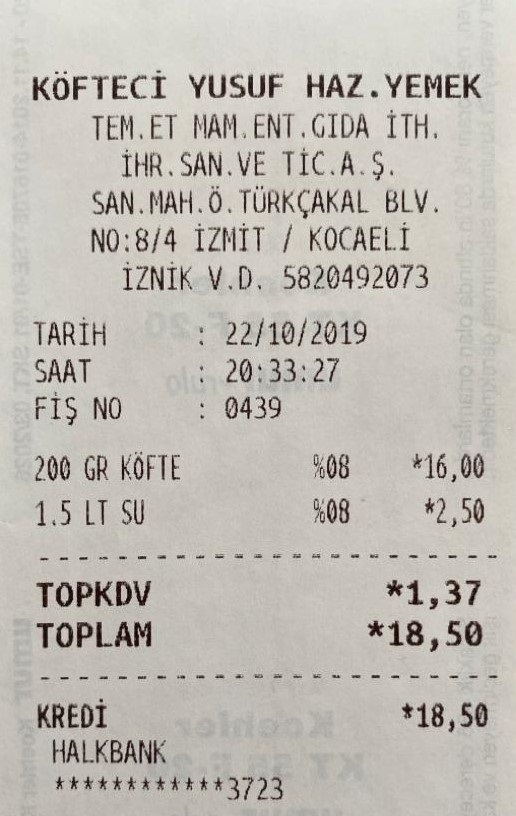 KÖFTECİ YUSUF HAZ.YEMEK
TEM.ET MAM.ENT.GIDA İTH.
İHR.SAN.VE TİC.A.Ş.
SAN.MAH.Ö.TÜRKÇAKAL BLV.
NO:8/4 İZMİT / KOCAELİ
İZNİK V.D. 5820492073
TARİH : 22/10/2019
SAAT : 20:33:27
FİŞ NO : 0439
200 GR KÖFTE %08 *16,00
1.5 LT SU %08 *2,50
TOPKDV *1,37
TOPLAM *18,50
KREDİ *18,50
HALKBANK
************3723